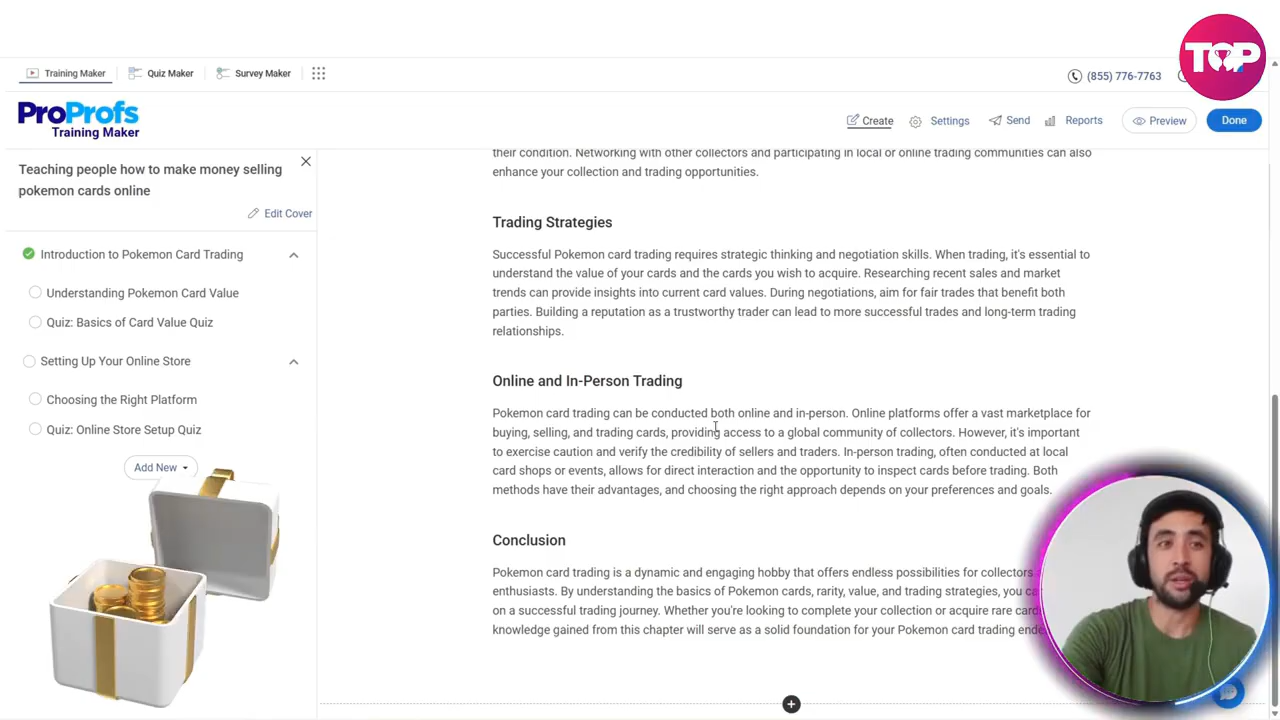 TOP
Training Maker
Quiz Maker
Survey Maker
(855) 776-7763
ProProfs
Training Maker
Create
Settings
Send
Reports
Preview
Done
Teaching people how to make money selling
pokemon cards online
Edit Cover
Introduction to Pokemon Card Trading
Understanding Pokemon Card Value
Quiz: Basics of Card Value Quiz
Setting Up Your Online Store
Choosing the Right Platform
Quiz: Online Store Setup Quiz
Add New
their condition. Networking with other collectors and participating in local or online trading communities can also
enhance your collection and trading opportunities.
Trading Strategies
Successful Pokemon card trading requires strategic thinking and negotiation skills. When trading, it's essential to
understand the value of your cards and the cards you wish to acquire. Researching recent sales and market
trends can provide insights into current card values. During negotiations, aim for fair trades that benefit both
parties. Building a reputation as a trustworthy trader can lead to more successful trades and long-term trading
relationships.
Online and In-Person Trading
Pokemon card trading can be conducted both online and in-person. Online platforms offer a vast marketplace for
buying, selling, and trading cards, providing access to a global community of collectors. However, it's important
to exercise caution and verify the credibility of sellers and traders. In-person trading, often conducted at local
card shops or events, allows for direct interaction and the opportunity to inspect cards before trading. Both
methods have their advantages, and choosing the right approach depends on your preferences and goals.
Conclusion
Pokemon card trading is a dynamic and engaging hobby that offers endless possibilities for collectors
enthusiasts. By understanding the basics of Pokemon cards, rarity, value, and trading strategies, you
on a successful trading journey. Whether you're looking to complete your collection or acquire rare
knowledge gained from this chapter will serve as a solid foundation for your Pokemon card trading